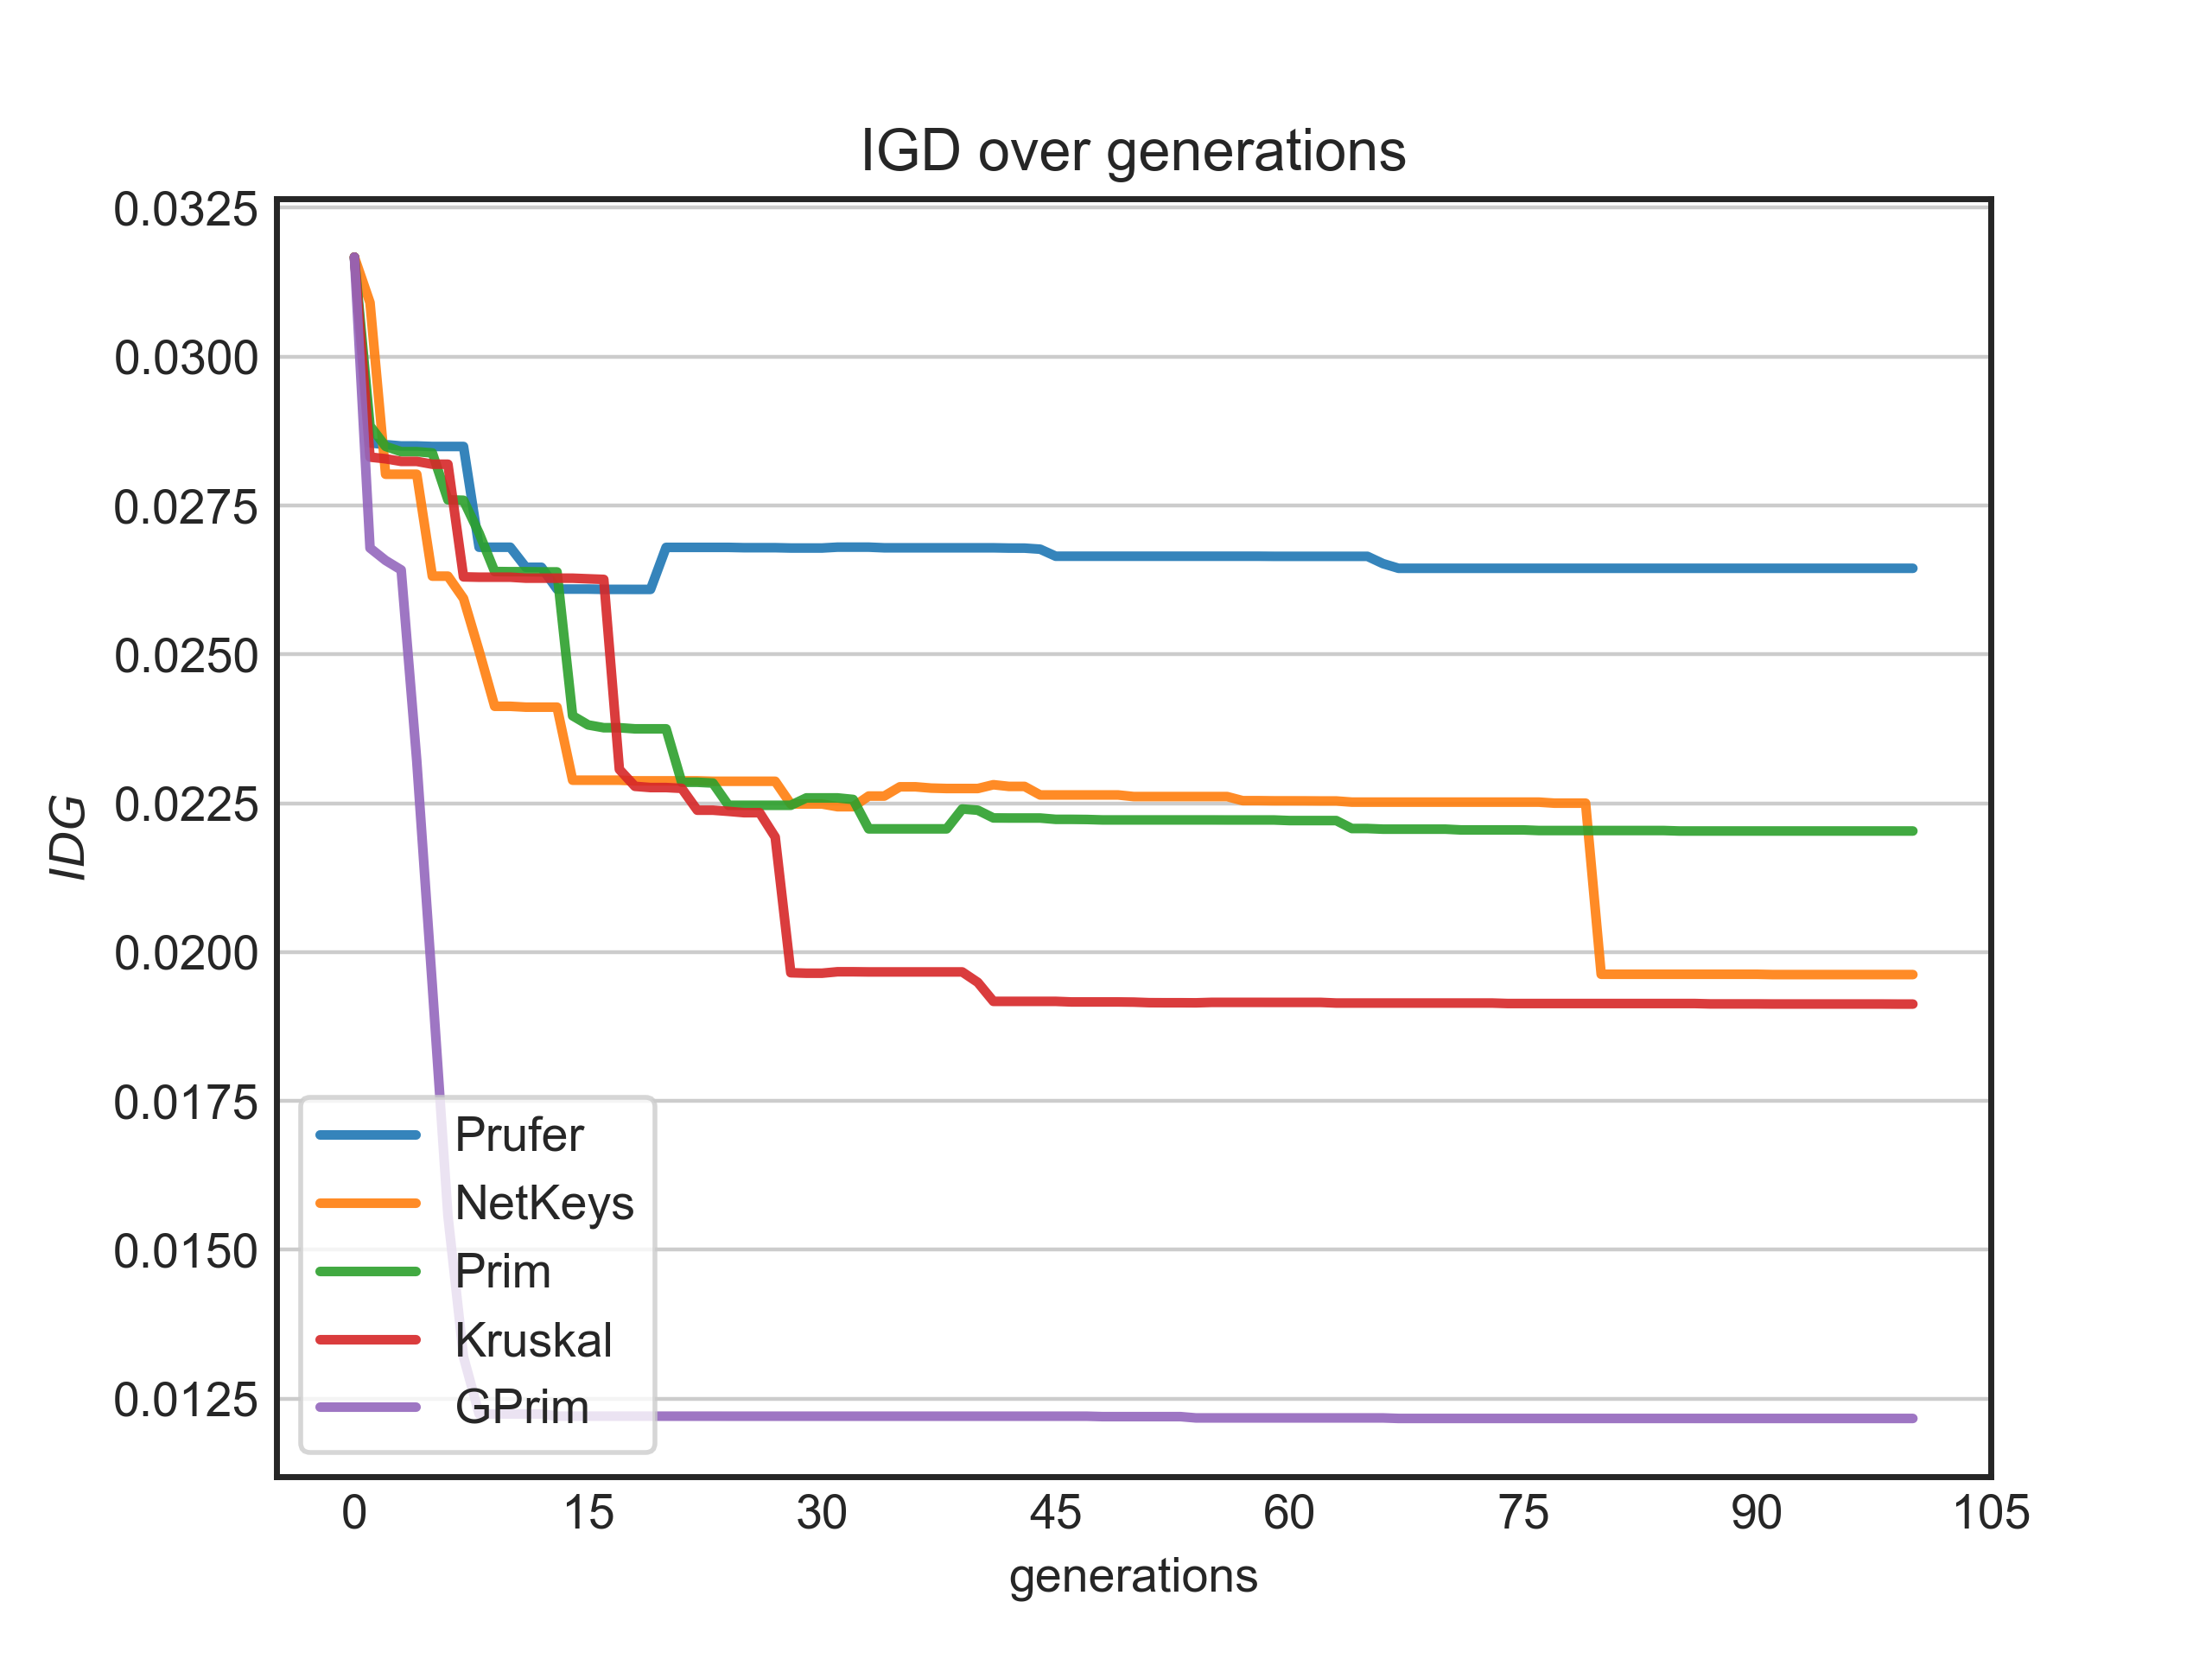 IGD over generations
0.0325
0.0300
0.0275
0.0250
0.0225
0.0200
0.0175
0.0150
0.0125
IDG
Prufer
NetKeys
Prim
Kruskal
GPrim
0 15 30 45 60 75 90 105
generations